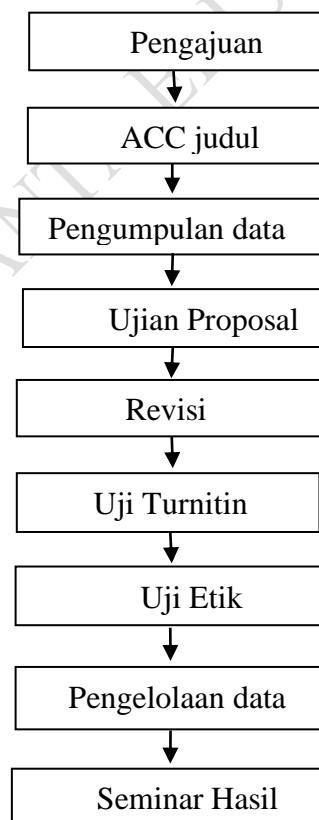 Pengajuan
ACC judul
Pengumpulan data
Ujian Proposal
Revisi
Uji Turnitin
Uji Etik
Pengelolaan data
Seminar Hasil